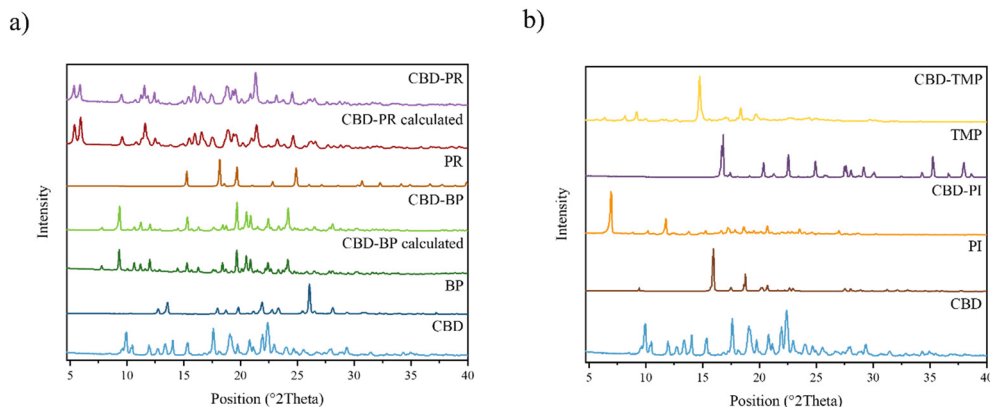 a)
CBD-PR
CBD-PR calculated
PR
CBD-BP
CBD-BP calculated
BP
CBD
Intensity
5 10 15 20 25 30 35 40
Position (°2Theta)
b)
CBD-TMP
TMP
CBD-PI
PI
CBD
Intensity
5 10 15 20 25 30 35 40
Position (°2Theta)